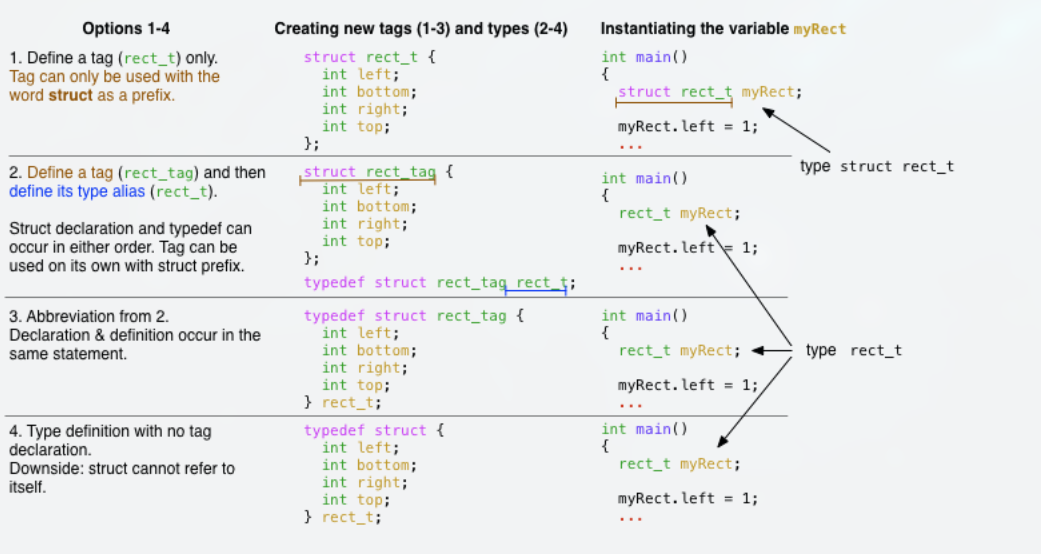 Options 1-4
Creating new tags (1-3) and types (2-4)
Instantiating the variable myRect
1. Define a tag (rect_t) only.
Tag can only be used with the
word struct as a prefix.
struct rect_t {
int left;
int bottom;
int right;
int top;
};
int main()
{
struct rect_t myRect;
myRect.left = 1;
...
type struct rect_t
2. Define a tag (rect_tag) and then
define its type alias (rect_t).
Struct declaration and typedef can
occur in either order. Tag can be
used on its own with struct prefix.
struct rect_tag {
int left;
int bottom;
int right;
int top;
};
typedef struct rect_tag rect_t;
int main()
{
rect_t myRect;
myRect.left = 1;
...
3. Abbreviation from 2.
Declaration & definition occur in the
same statement.
typedef struct rect_tag {
int left;
int bottom;
int right;
int top;
} rect_t;
int main()
{
rect_t myRect;
myRect.left = 1;
...
type rect_t
4. Type definition with no tag
declaration.
Downside: struct cannot refer to
itself.
typedef struct {
int left;
int bottom;
int right;
int top;
} rect_t;
int main()
{
rect_t myRect;
myRect.left = 1;
...